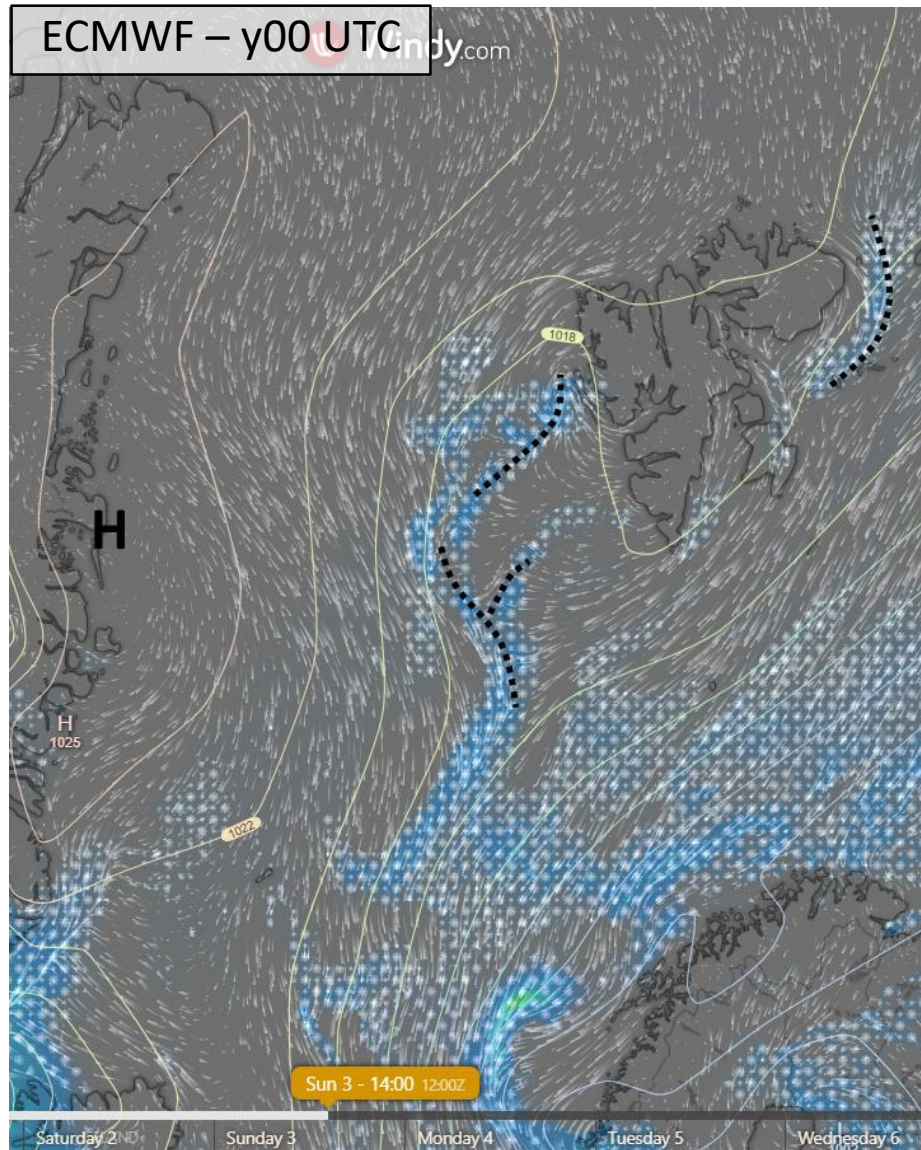 ECMWF – y00 UTC
Windy.com
1018
H
H
1025
1022
Sun 3 - 14:00 12:00Z
Saturday 2
Sunday 3
Monday 4
Tuesday 5
Wednesday 6